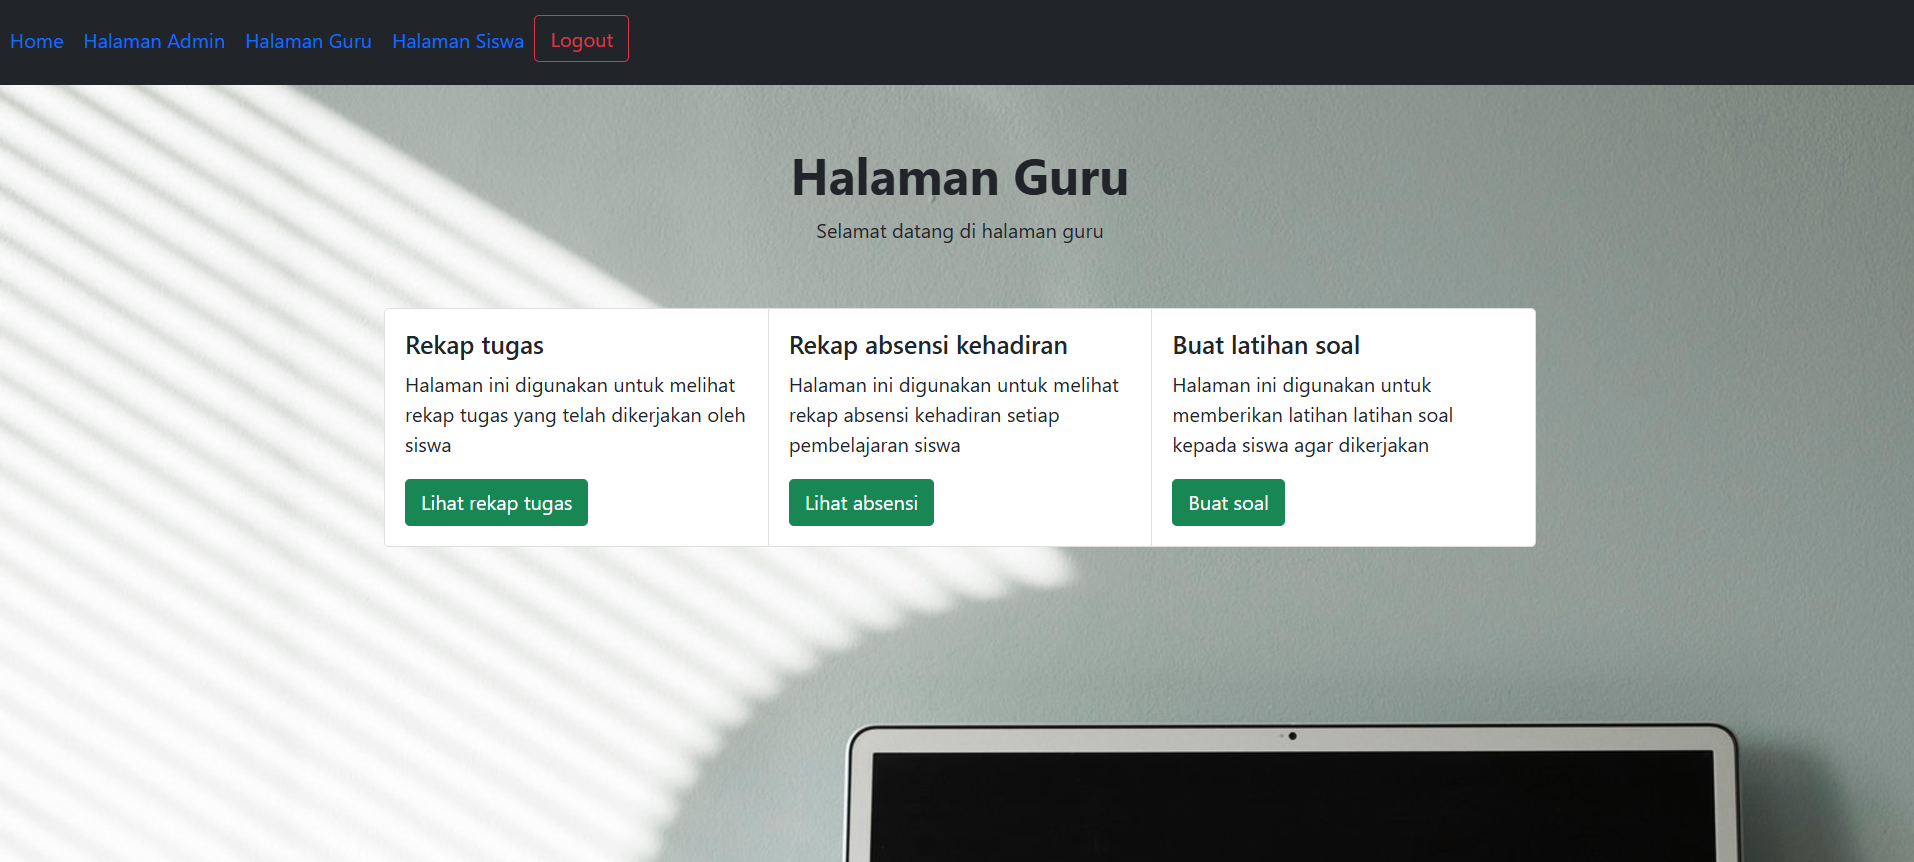 Home Halaman Admin Halaman Guru Halaman Siswa Logout
Halaman Guru
Selamat datang di halaman guru
Rekap tugas
Halaman ini digunakan untuk melihat
rekap tugas yang telah dikerjakan oleh
siswa
Lihat rekap tugas
Rekap absensi kehadiran
Halaman ini digunakan untuk melihat
rekap absensi kehadiran setiap
pembelajaran siswa
Lihat absensi
Buat latihan soal
Halaman ini digunakan untuk
memberikan latihan latihan soal
kepada siswa agar dikerjakan
Buat soal